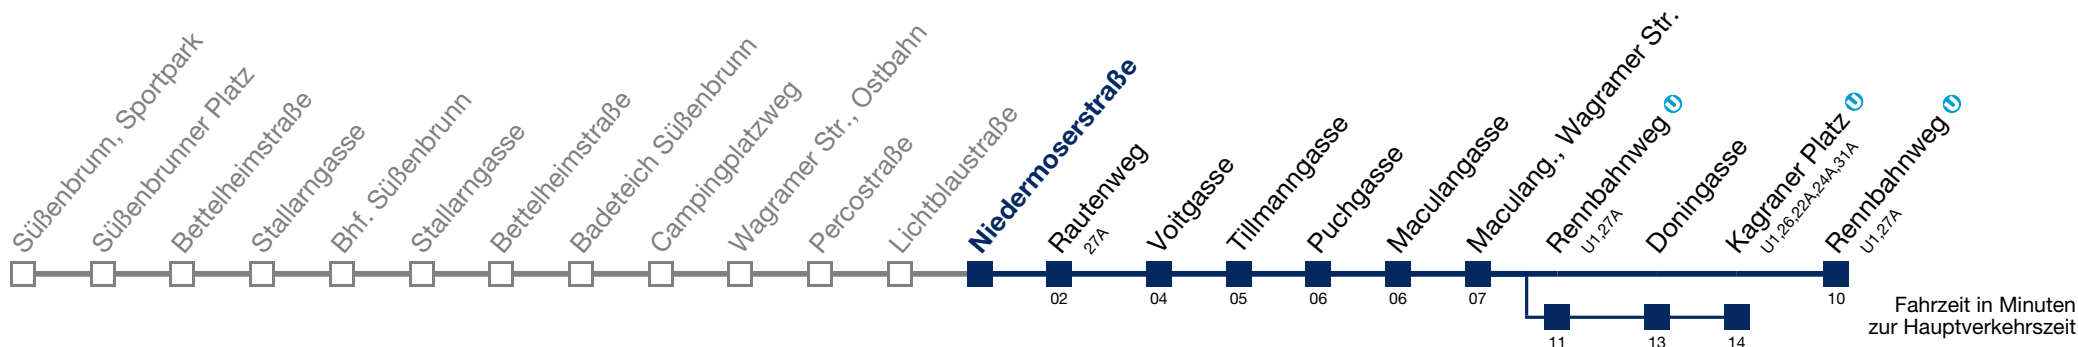 Süßenbrunn, Sportpark
Süßenbrunner Platz
Bettelheimstraße
Stallarngasse
Bhf. Süßenbrunn
Stallarngasse
Bettelheimstraße
Badeteich Süßenbrunn
Campingplatzweg
Wagramer Str., Ostbahn
Percostraße
Lichtblaustraße
Niedermoserstraße
Rautenweg
27A
Voitgasse
Tillmanngasse
Puchgasse
Maculangasse
Maculang., Wagramer Str.
Rennbahnweg U
U1,27A
Doningasse
Kagraner Platz U
U1,26,22A,24A,31A
Rennbahnweg U
U1,27A
02
04
05
06
06
07
10
11
13
14
Fahrzeit in Minuten
zur Hauptverkehrszeit